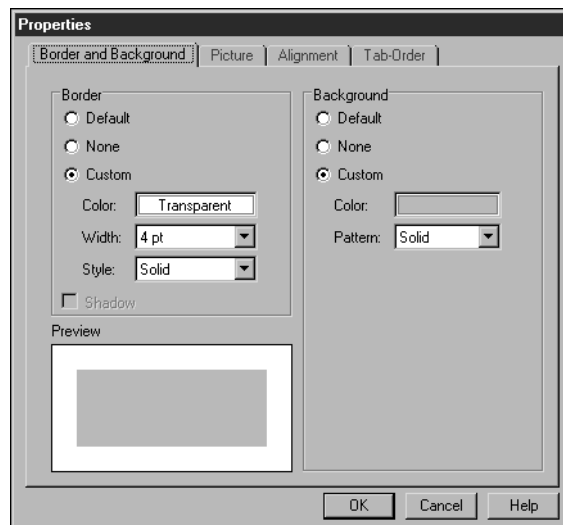 Properties
Border and Background Picture Alignment Tab-Order
Border
Default
None
Custom
Color: Transparent
Width: 4 pt
Style: Solid
Shadow
Preview
Background
Default
None
Custom
Color:
Pattern: Solid
OK Cancel Help